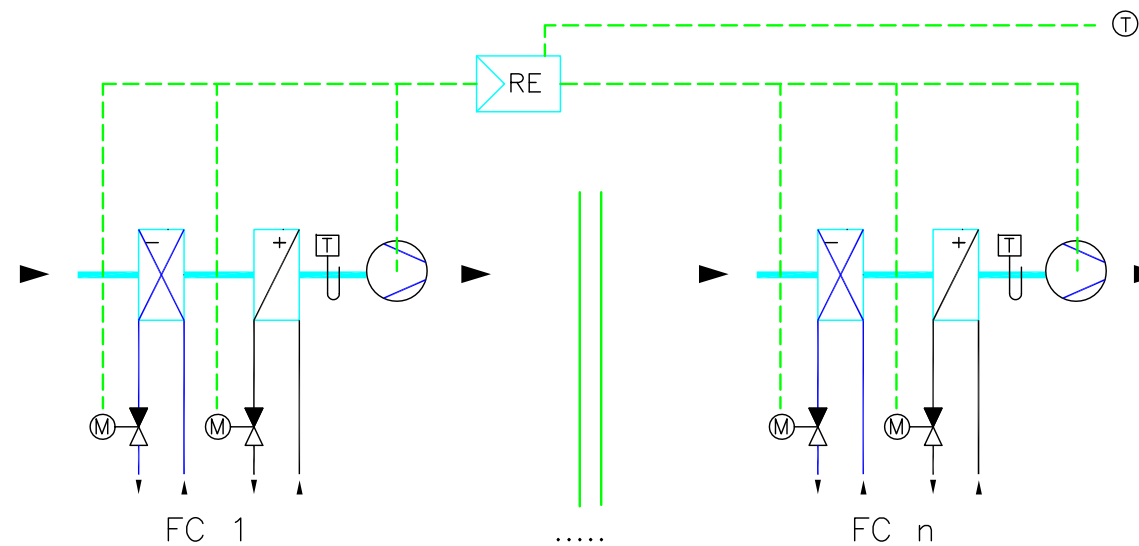 T
RE
− + T
− + T
M M
M M
FC 1 ..... FC n